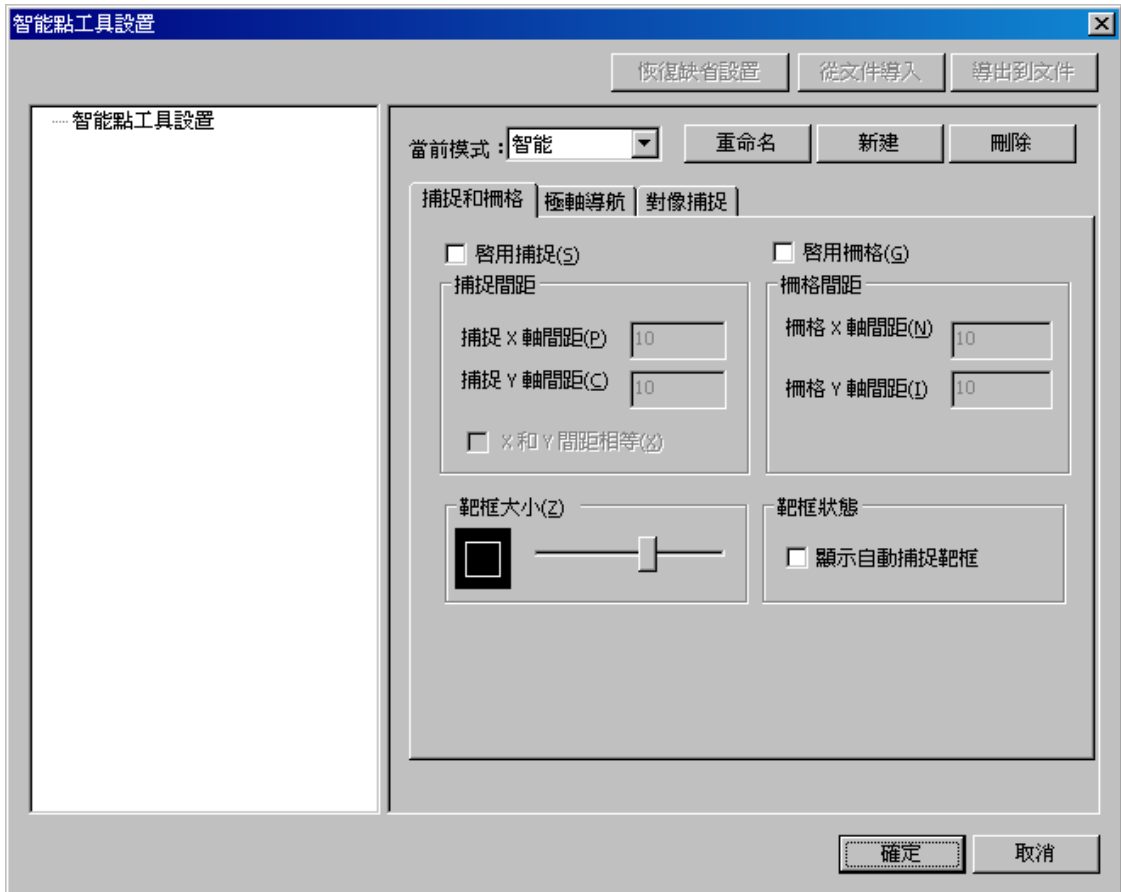 智能點工具設置
恢復缺省設置 從文件導入 導出到文件
智能點工具設置
當前模式：智能 重命名 新建 刪除
捕捉和柵格 極軸導航 對像捕捉
啓用捕捉(S)
捕捉間距
捕捉 X 軸間距(P) 10
捕捉 Y 軸間距(C) 10
X 和 Y 間距相等(X)
啓用柵格(G)
柵格間距
柵格 X 軸間距(N) 10
柵格 Y 軸間距(I) 10
靶框大小(Z)
靶框狀態
顯示自動捕捉靶框
確定 取消